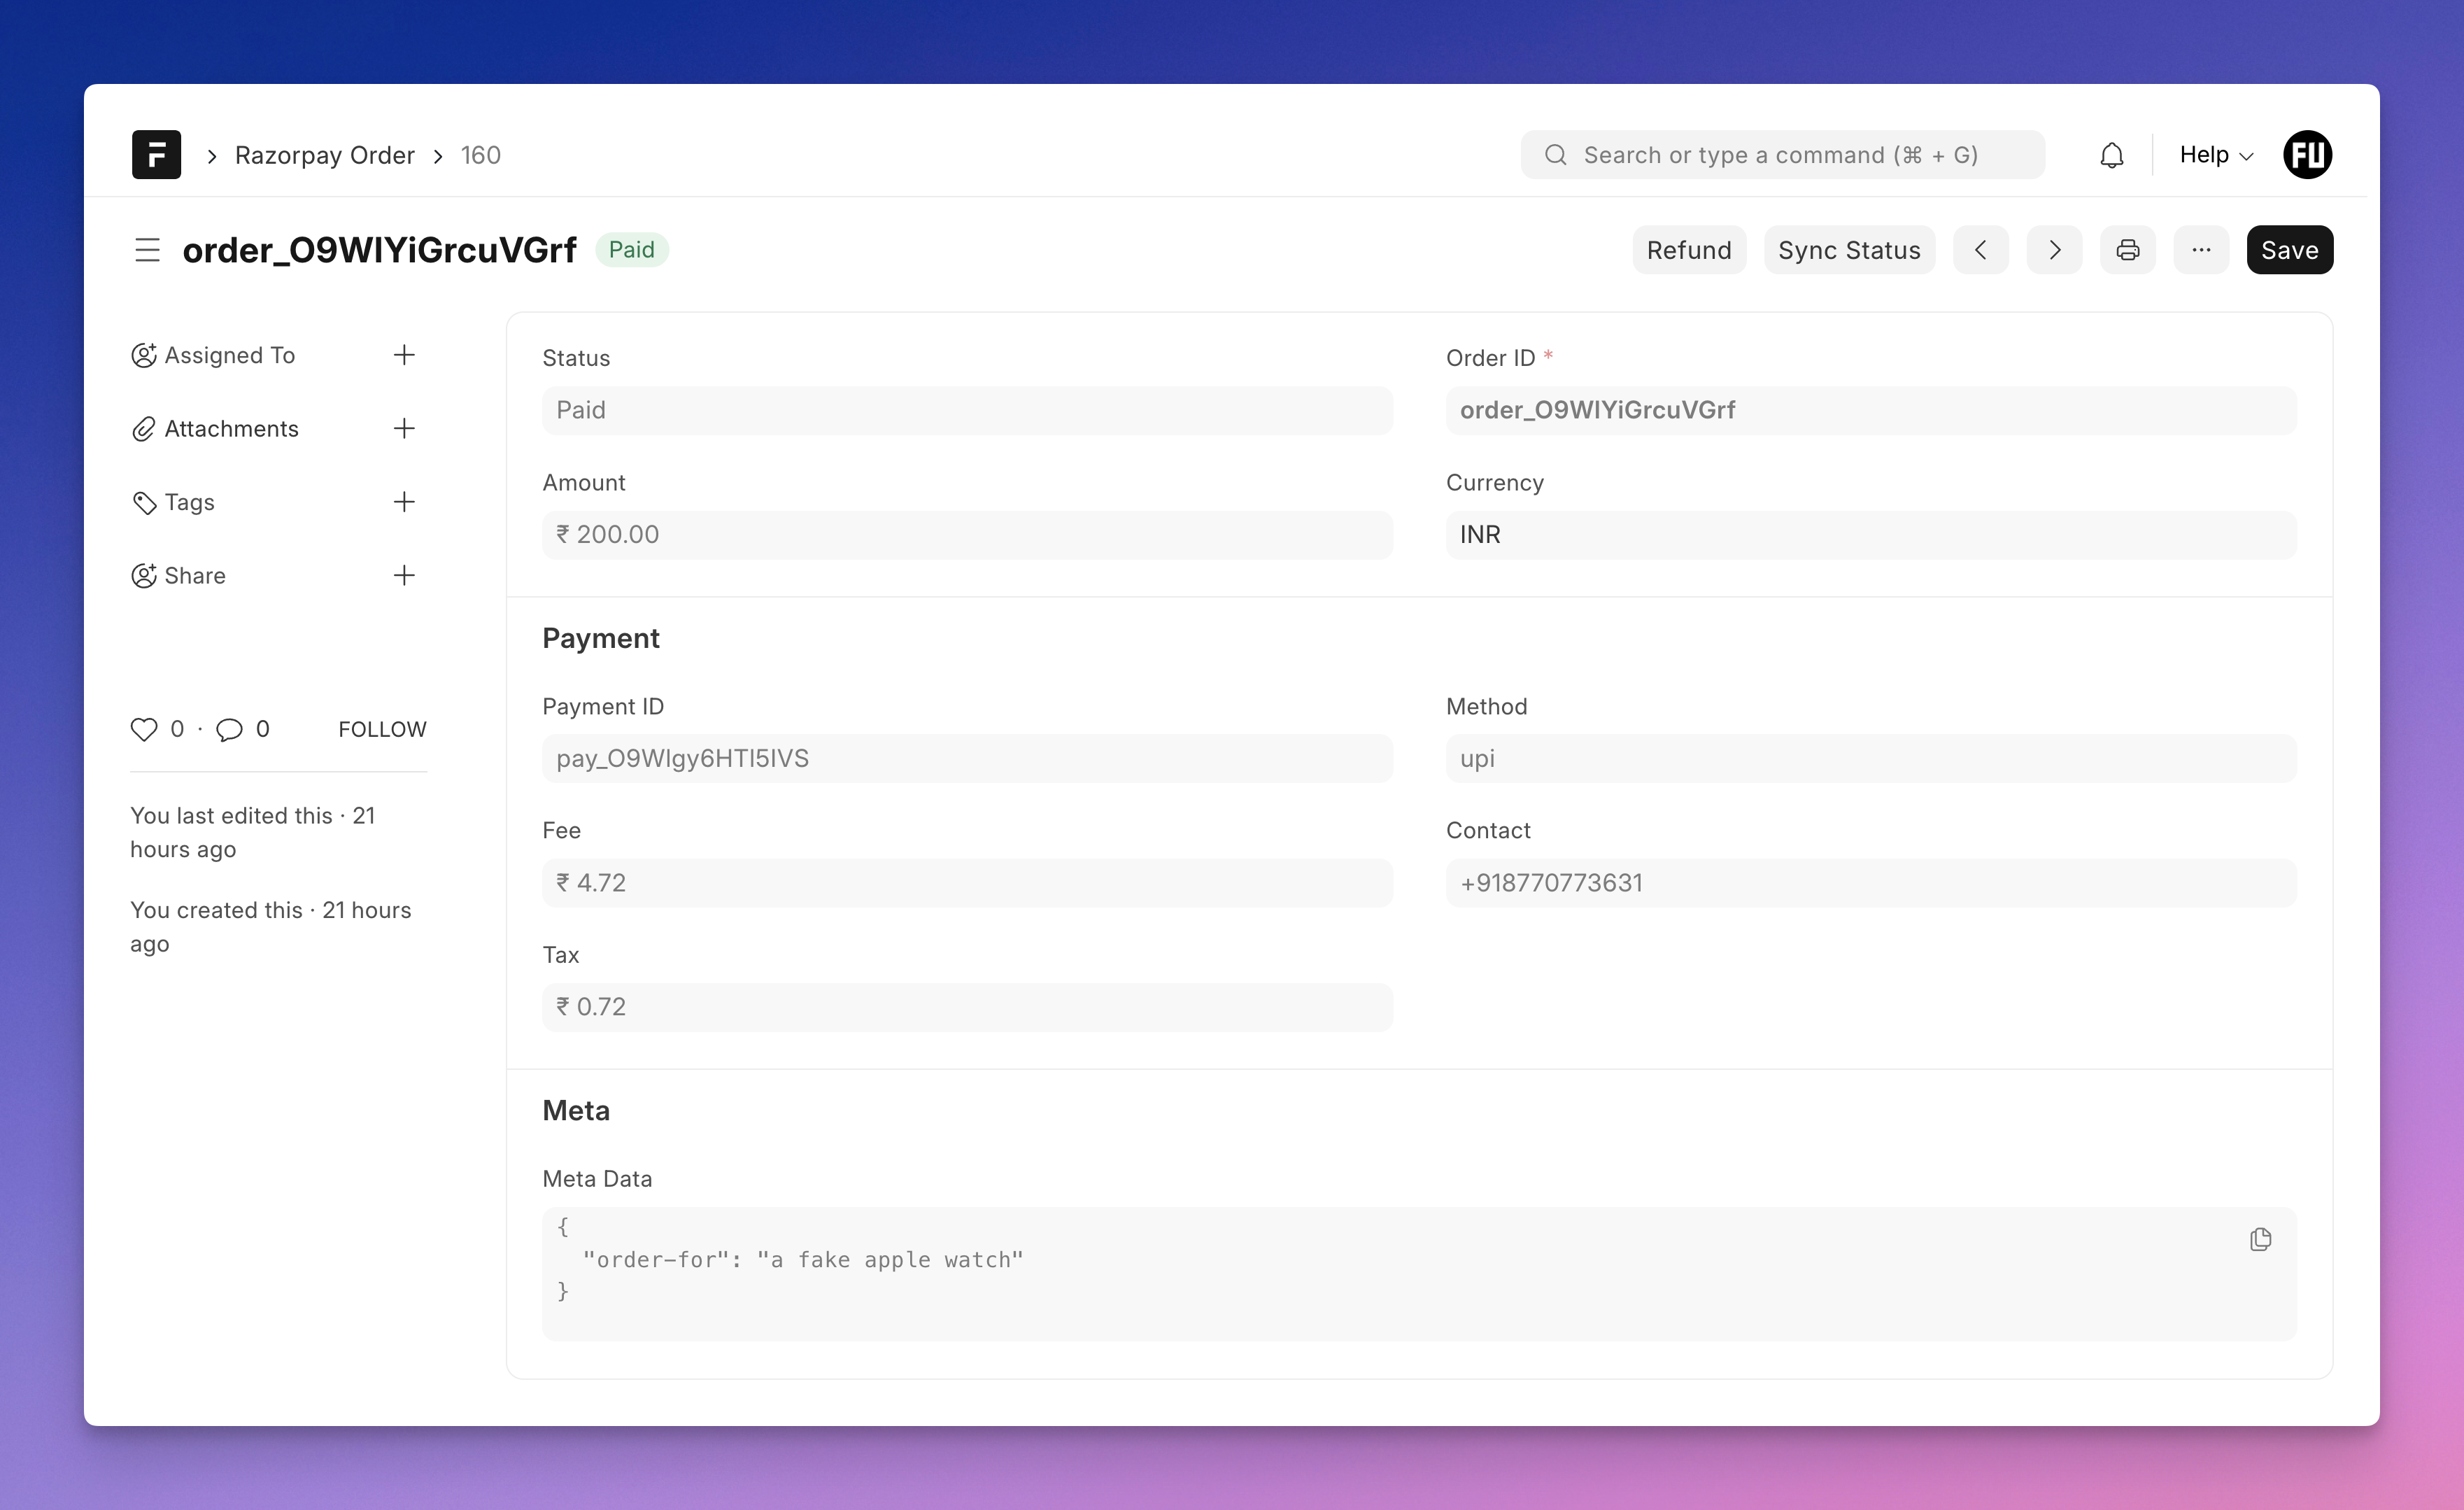 F
Razorpay Order
160
Search or type a command (⌘ + G)
Help
FU
order_O9WIYiGrcuVGrf
Paid
Refund
Sync Status
...
Save
Assigned To
Attachments
Tags
Share
0 · 0
FOLLOW
You last edited this · 21
hours ago
You created this · 21 hours
ago
Status
Paid
Order ID *
order_O9WIYiGrcuVGrf
Amount
₹ 200.00
Currency
INR
Payment
Payment ID
pay_O9WIgy6HTI5IVS
Method
upi
Fee
₹ 4.72
Contact
+918770773631
Tax
₹ 0.72
Meta
Meta Data
{
"order-for": "a fake apple watch"
}